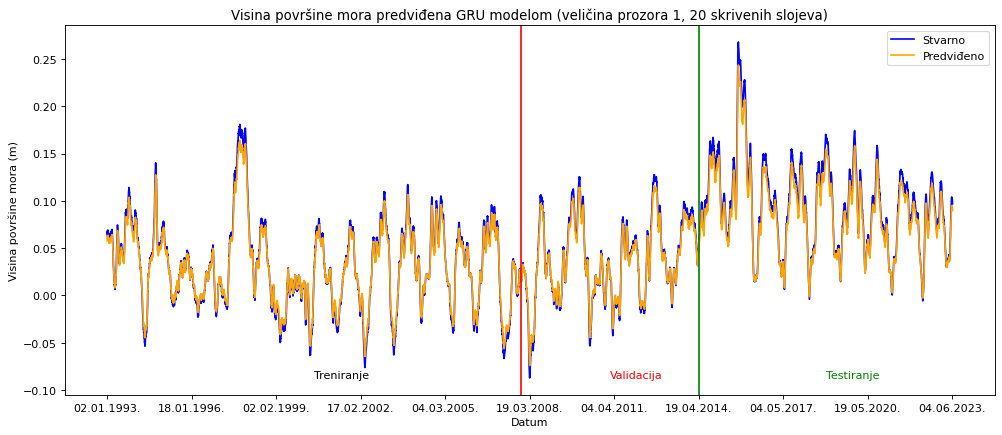 Visina površine mora predviđena GRU modelom (veličina prozora 1, 20 skrivenih slojeva)
Stvarno
Predviđeno
0.25
0.20
0.15
0.10
0.05
0.00
−0.05
−0.10
Visina površine mora (m)
Treniranje
Validacija
Testiranje
02.01.1993.
18.01.1996.
02.02.1999.
17.02.2002.
04.03.2005.
19.03.2008.
04.04.2011.
19.04.2014.
04.05.2017.
19.05.2020.
04.06.2023.
Datum